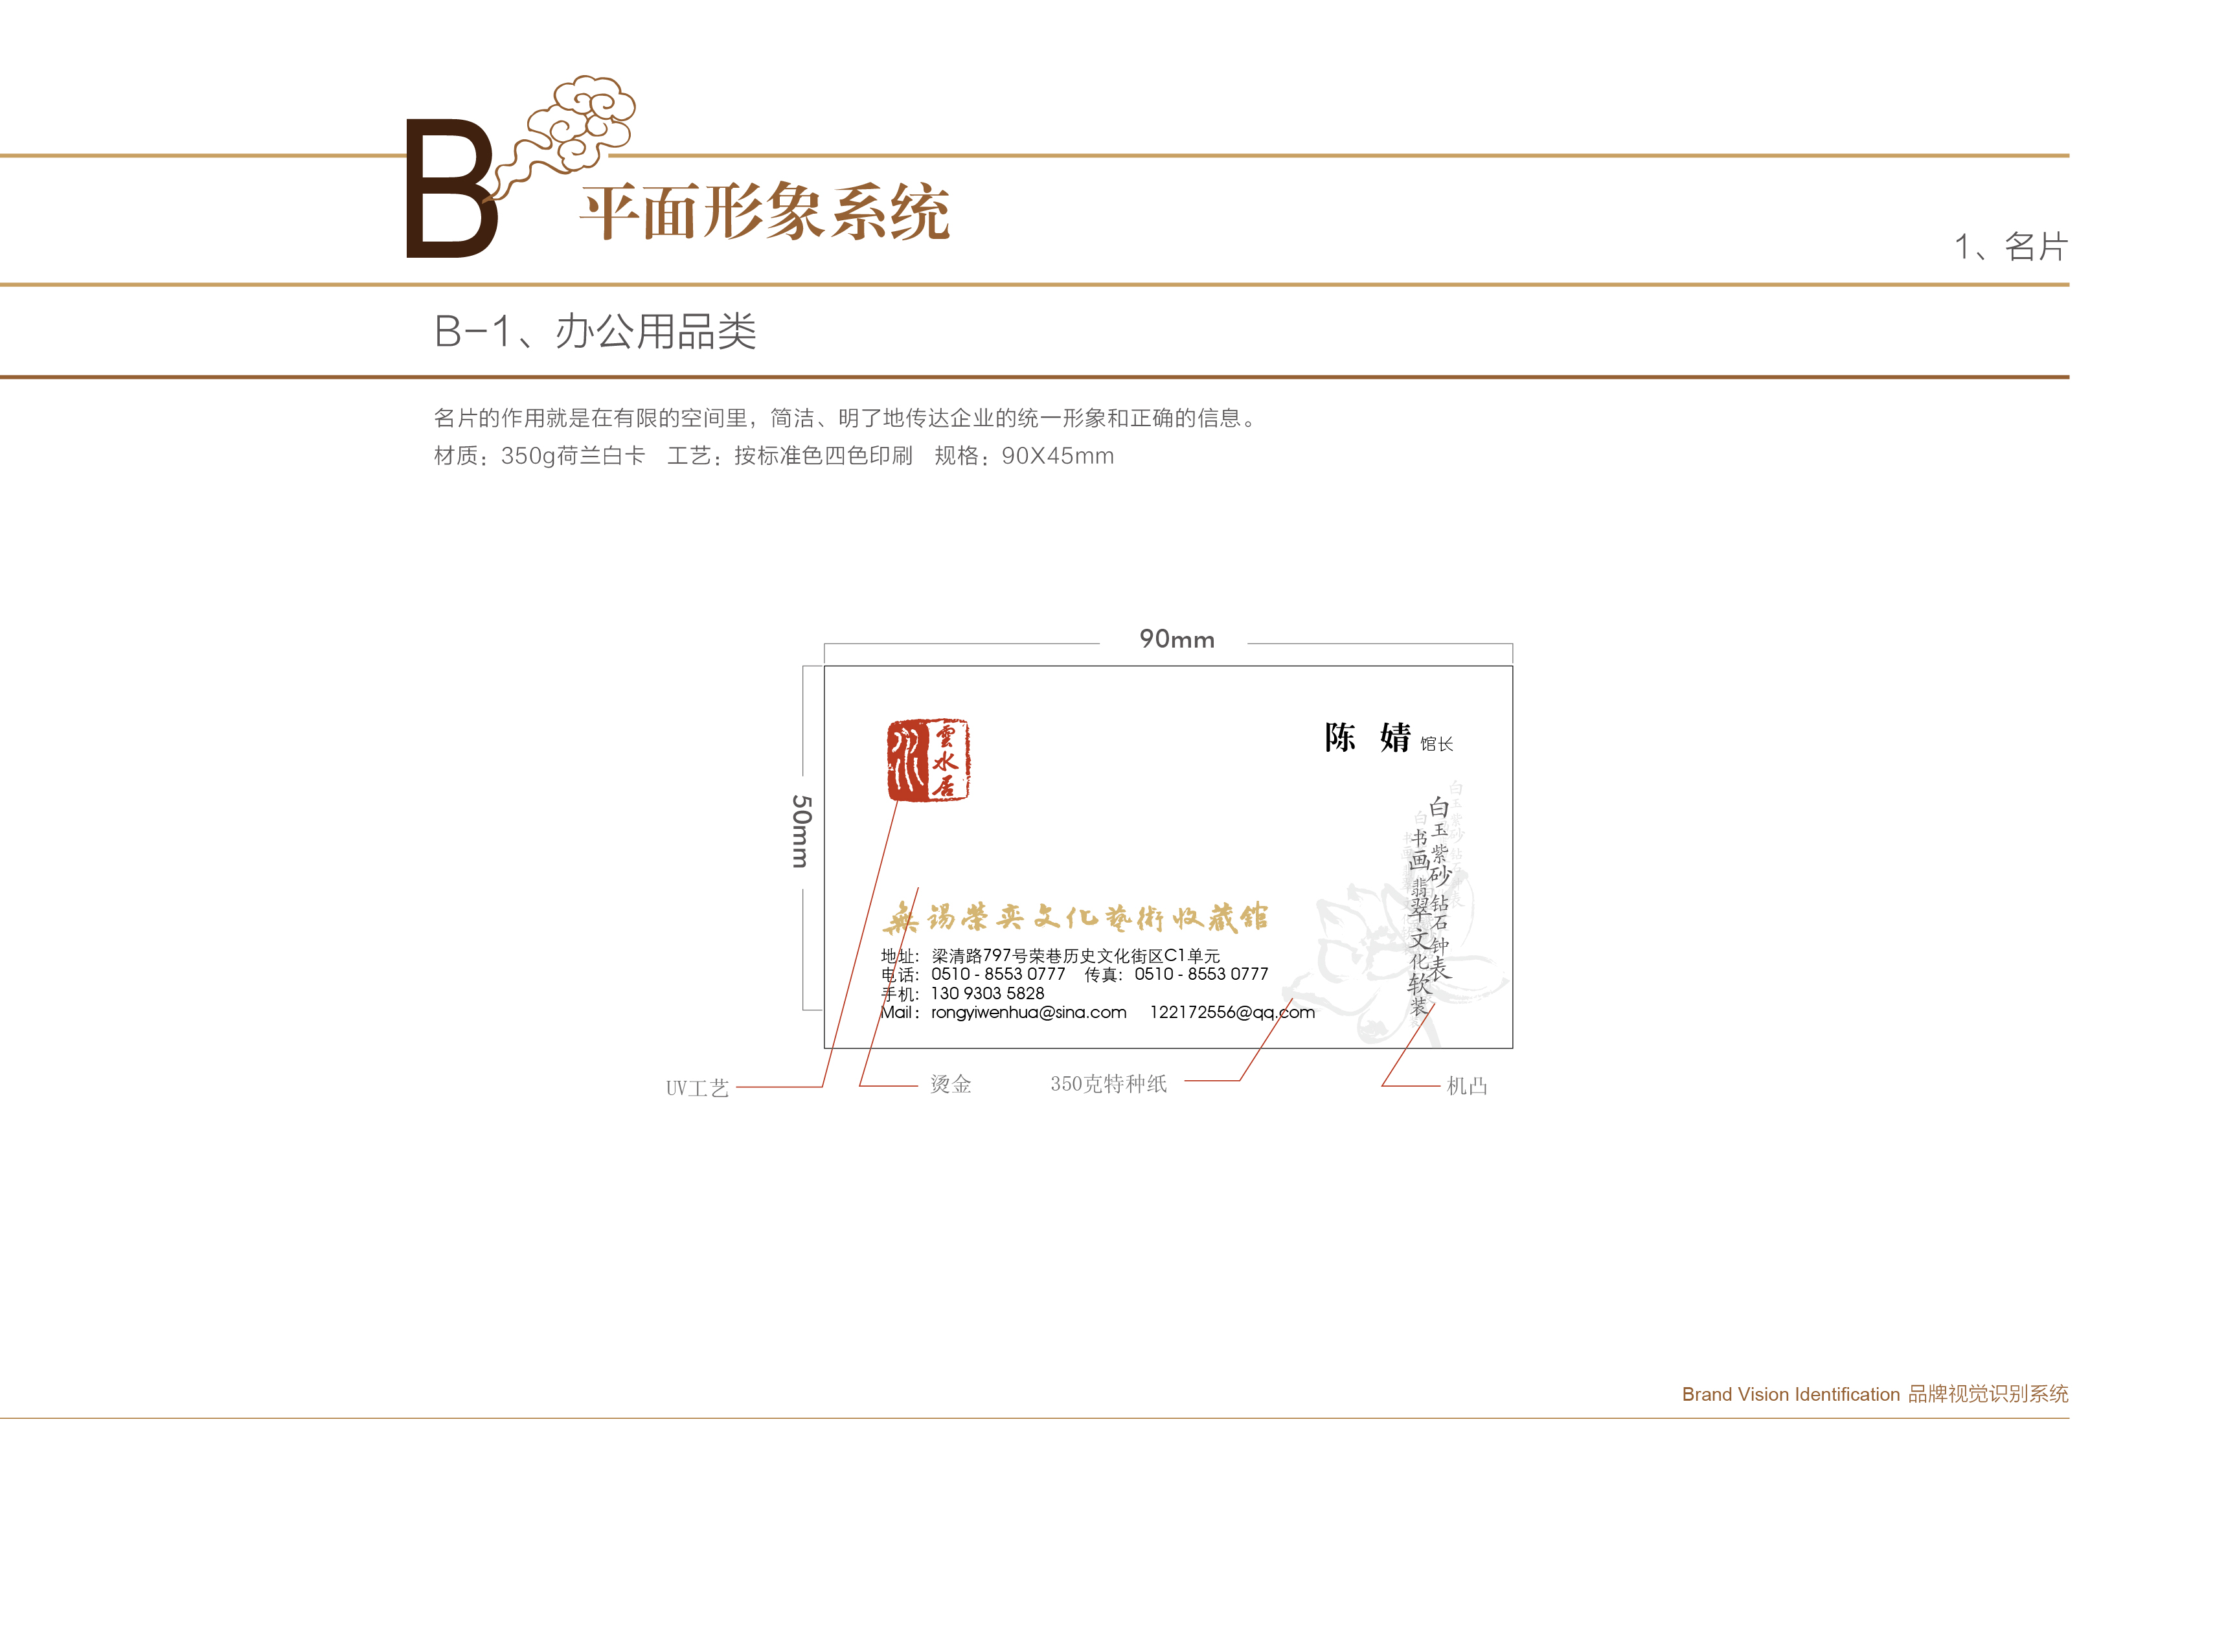 B
平面形象系统
1、名片
B-1、办公用品类
名片的作用就是在有限的空间里，简洁、明了地传达企业的统一形象和正确的信息。
材质：350g荷兰白卡 工艺：按标准色四色印刷 规格：90X45mm
90mm
50mm
雲水居
陈 婧 馆长
白玉紫砂钻石钟表
书画翡翠文化软装
無锡榮奕文化藝術收藏館
地址：梁清路797号荣巷历史文化街区C1单元
电话：0510 - 8553 0777 传真：0510 - 8553 0777
手机：130 9303 5828
Mail：rongyiwenhua@sina.com 122172556@qq.com
UV工艺
烫金
350克特种纸
机凸
Brand Vision Identification 品牌视觉识别系统